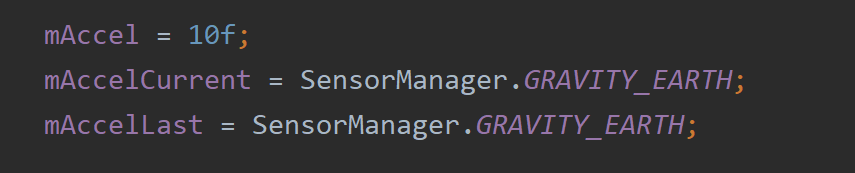 mAccel = 10f;
mAccelCurrent = SensorManager.GRAVITY_EARTH;
mAccelLast = SensorManager.GRAVITY_EARTH;